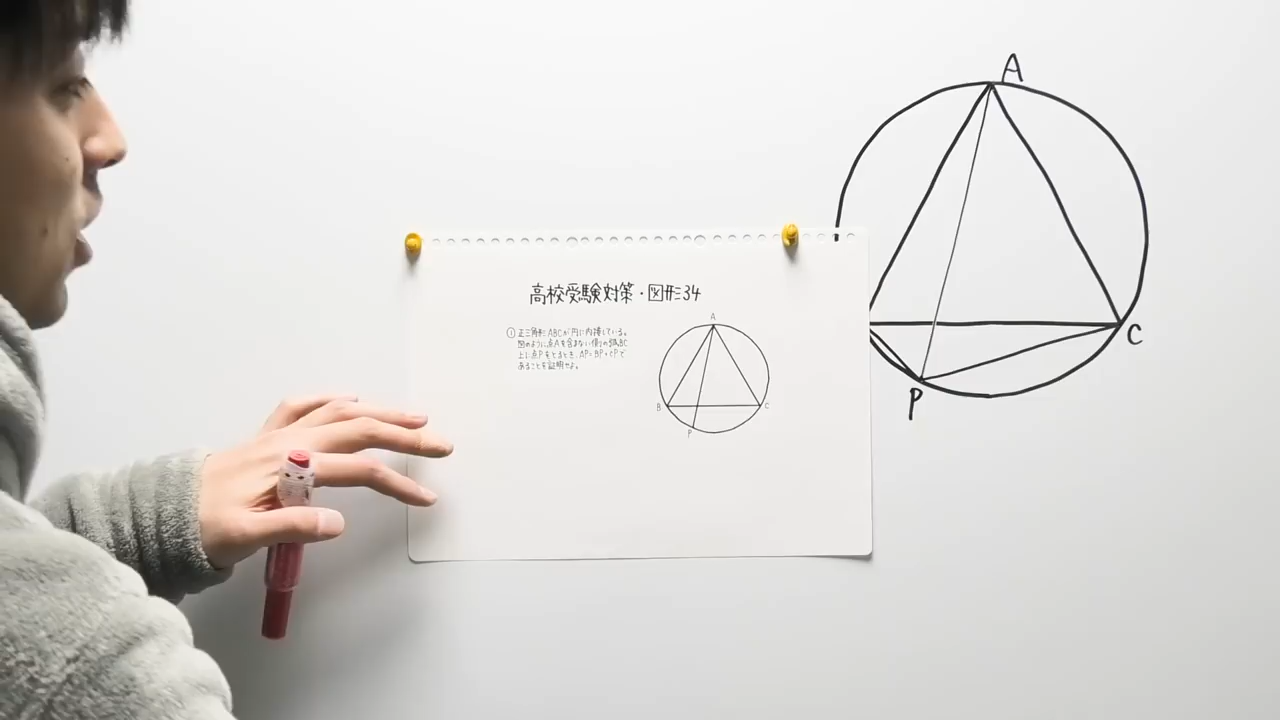 高校受験対策・図形34
① 正三角形ABCが円に内接している。
図のように点Aを含まない側の弧BC
上に点Pをとるとき、AP=BP+CPで
あることを証明せよ。
A
B
C
P
A
C
P